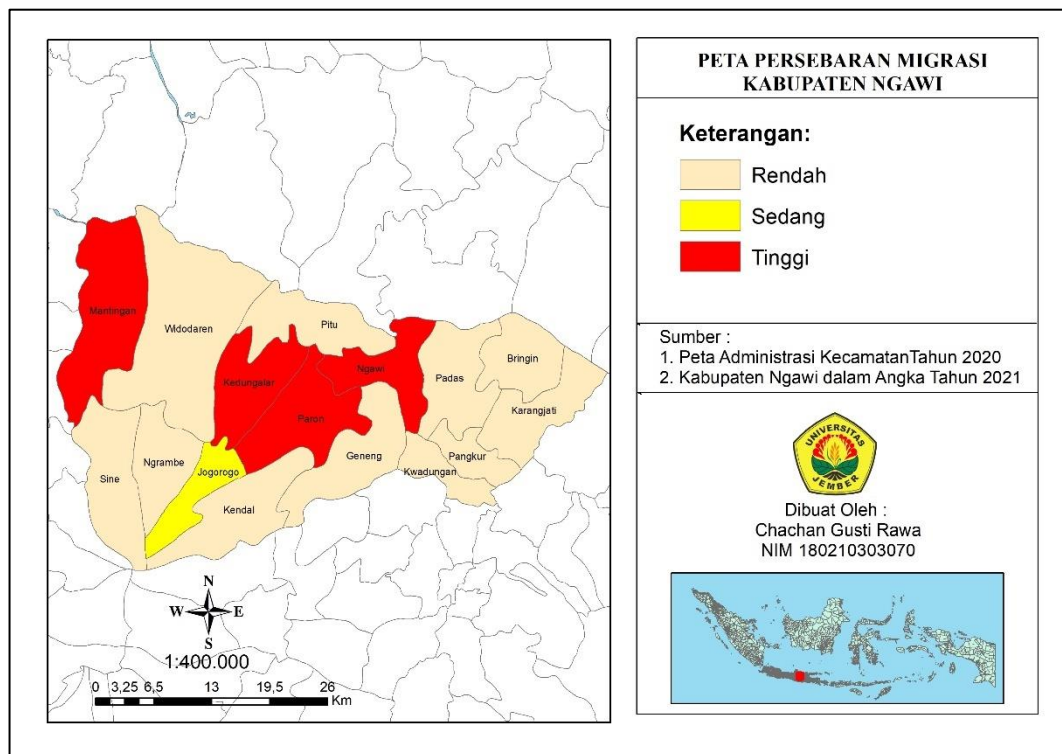 PETA PERSEBARAN MIGRASI
KABUPATEN NGAWI
Keterangan:
Rendah
Sedang
Tinggi
Sumber :
1. Peta Administrasi KecamatanTahun 2020
2. Kabupaten Ngawi dalam Angka Tahun 2021
UNIVERSITAS
JEMBER
Dibuat Oleh :
Chachan Gusti Rawa
NIM 180210303070
Mantingan
Widodaren
Pitu
Bringin
Kedungalar
Ngawi
Padas
Karangjati
Paron
Geneng
Pangkur
Kwadungan
Ngrambe
Jogorogo
Sine
Kendal
N
W
E
S
1:400.000
0 3,25 6,5 13 19,5 26
Km